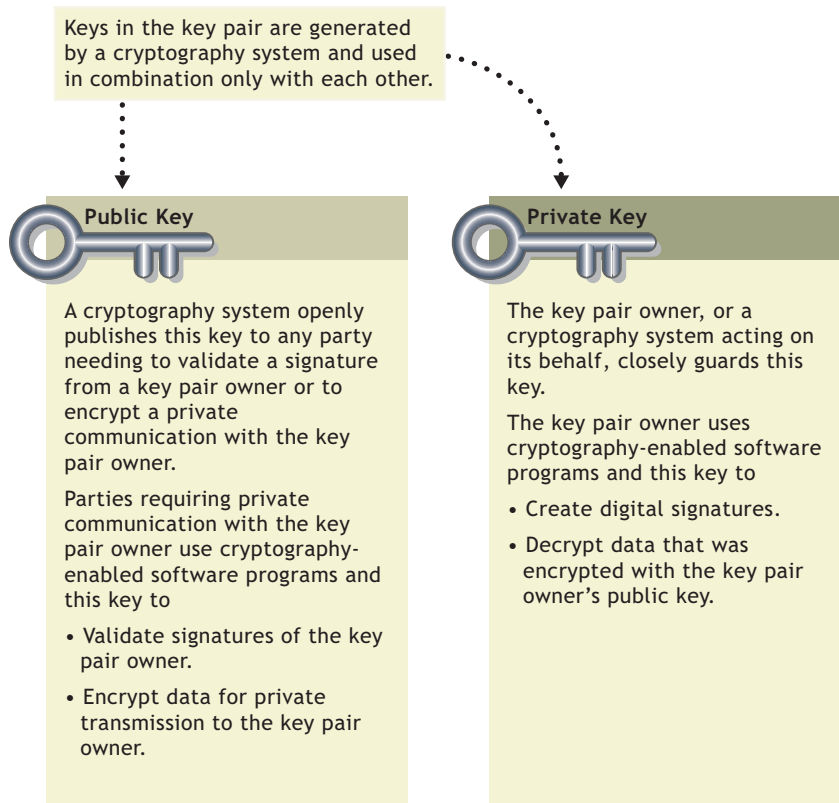 Keys in the key pair are generated
by a cryptography system and used
in combination only with each other.
Public Key
A cryptography system openly
publishes this key to any party
needing to validate a signature
from a key pair owner or to
encrypt a private
communication with the key
pair owner.
Parties requiring private
communication with the key
pair owner use cryptography-
enabled software programs and
this key to
• Validate signatures of the key
pair owner.
• Encrypt data for private
transmission to the key pair
owner.
Private Key
The key pair owner, or a
cryptography system acting on
its behalf, closely guards this
key.
The key pair owner uses
cryptography-enabled software
programs and this key to
• Create digital signatures.
• Decrypt data that was
encrypted with the key pair
owner’s public key.